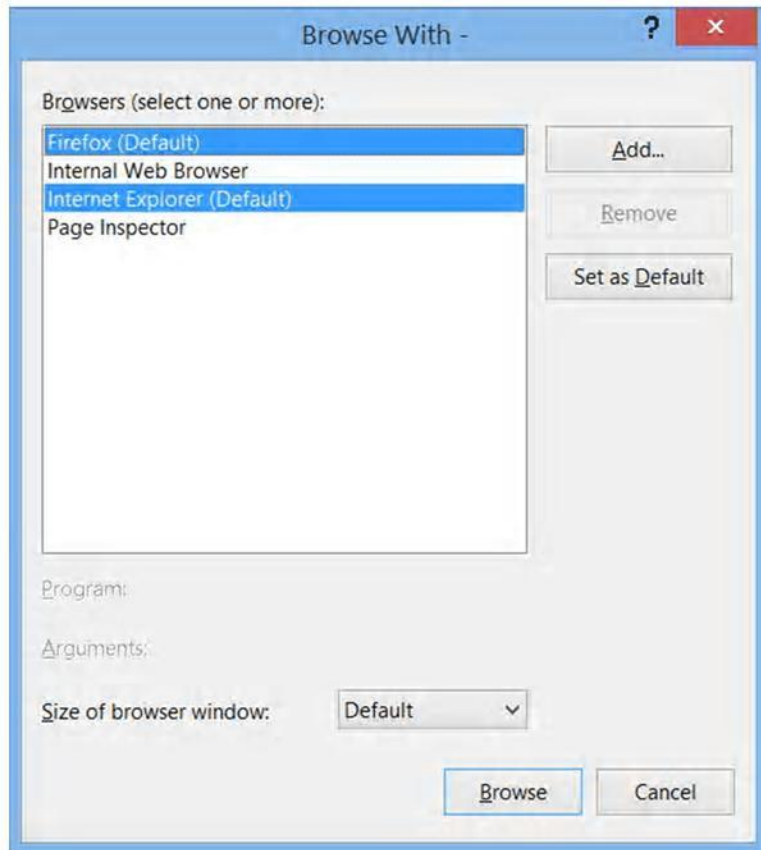 Browse With -
?
×
Browsers (select one or more):
Firefox (Default)
Internal Web Browser
Internet Explorer (Default)
Page Inspector
Add...
Remove
Set as Default
Program:
Arguments:
Size of browser window:
Default
Browse
Cancel